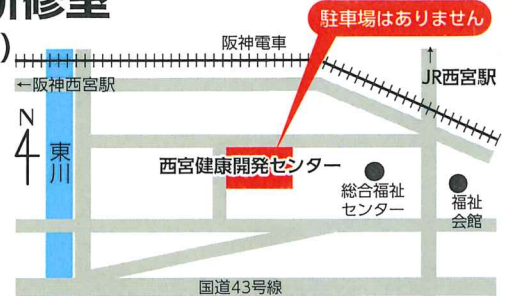 研修室
)
駐車場はありません
阪神電車
↑
JR西宮駅
←阪神西宮駅
N
東川
西宮健康開発センター
総合福祉
センター
福祉
会館
国道43号線